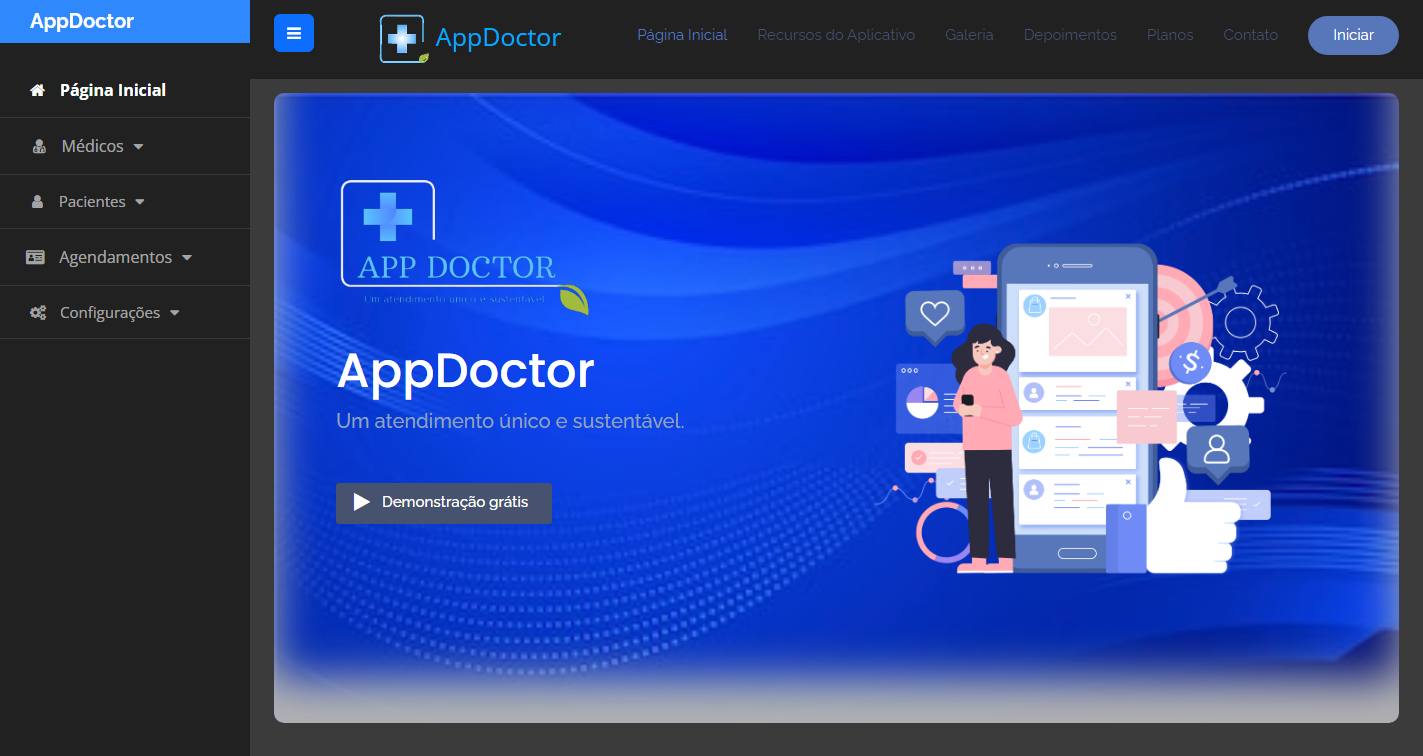 AppDoctor
Página Inicial
Médicos
Pacientes
Agendamentos
Configurações
AppDoctor
Página Inicial
Recursos do Aplicativo
Galeria
Depoimentos
Planos
Contato
Iniciar
APP DOCTOR
Um atendimento único e sustentável
AppDoctor
Um atendimento único e sustentável.
Demonstração grátis